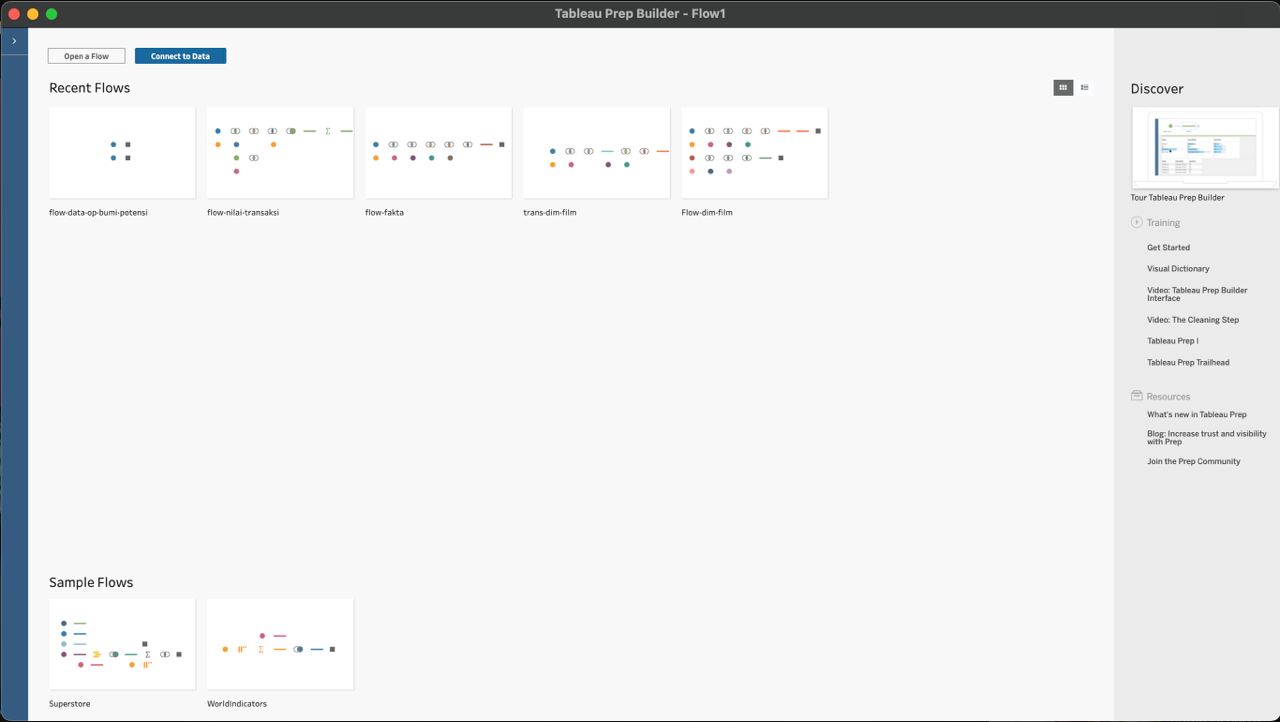 Tableau Prep Builder - Flow1
Open a Flow
Connect to Data
Recent Flows
flow-data-op-bumi-potensi
flow-nilai-transaksi
flow-fakta
trans-dim-film
Flow-dim-film
Sample Flows
Superstore
WorldIndicators
Discover
Tour Tableau Prep Builder
Training
Get Started
Visual Dictionary
Video: Tableau Prep Builder
Interface
Video: The Cleaning Step
Tableau Prep I
Tableau Prep Trailhead
Resources
What's new in Tableau Prep
Blog: Increase trust and visibility
with Prep
Join the Prep Community